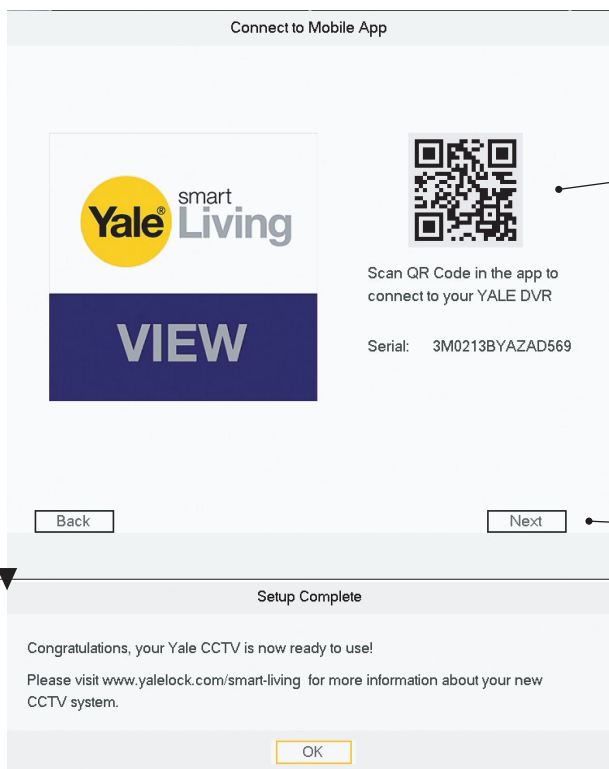 Connect to Mobile App
Yale® smart Living
VIEW
Scan QR Code in the app to
connect to your YALE DVR
Serial: 3M0213BYAZAD569
Back
Next
Setup Complete
Congratulations, your Yale CCTV is now ready to use!
Please visit www.yalelock.com/smart-living for more information about your new
CCTV system.
OK